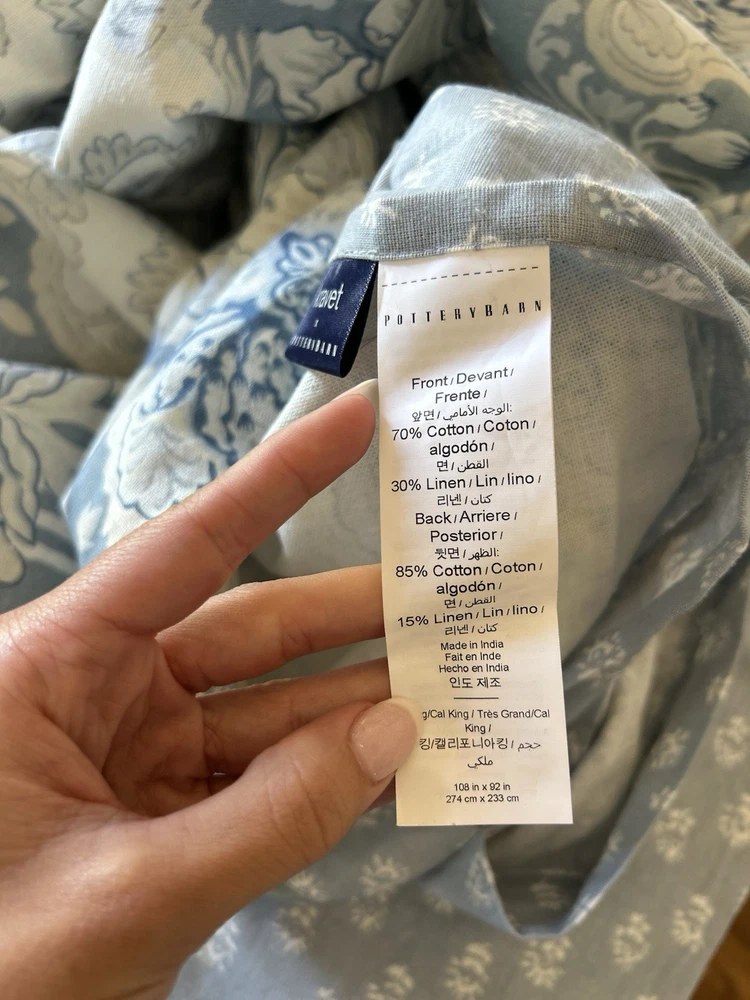 x
POTTERYBARN
POTTERYBARN
Front / Devant /
Frente /
앞면 / الوجه الأمامي:
70% Cotton / Coton /
algodón /
면 / القطن
30% Linen / Lin / lino /
리넨 / كتان
Back / Arriere /
Posterior /
뒷면 / الظهر:
85% Cotton / Coton /
algodón /
면 / القطن
15% Linen / Lin / lino /
리넨 / كتان
Made in India
Fait en Inde
Hecho en India
인도 제조
g/Cal King / Très Grand/Cal
King /
킹/캘리포니아킹 / حجم
ملكي
108 in x 92 in
274 cm x 233 cm